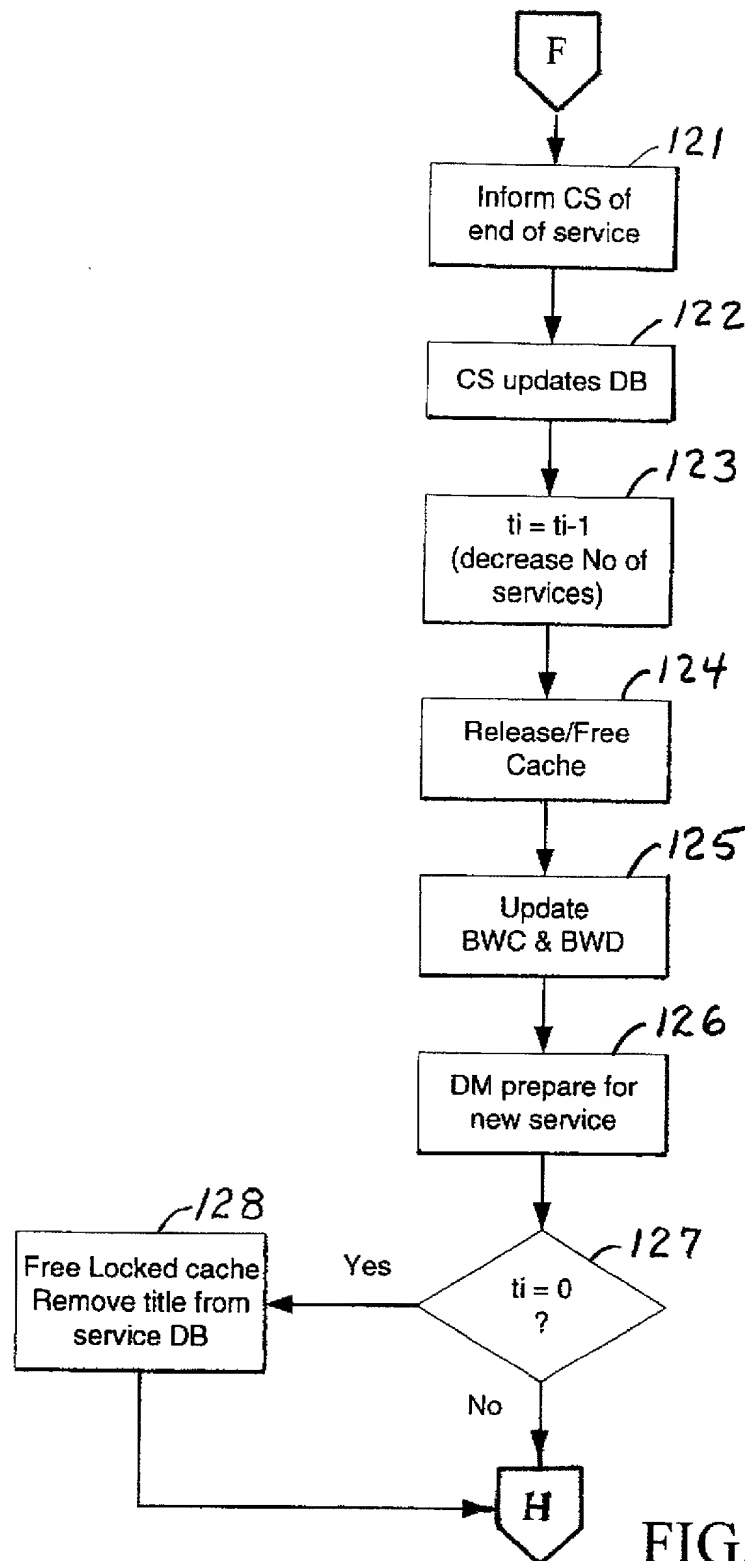 F
121
Inform CS of
end of service
122
CS updates DB
123
ti = ti-1
(decrease No of
services)
124
Release/Free
Cache
125
Update
BWC & BWD
126
DM prepare for
new service
127
ti = 0
?
Yes
128
Free Locked cache
Remove title from
service DB
No
H
FIG.